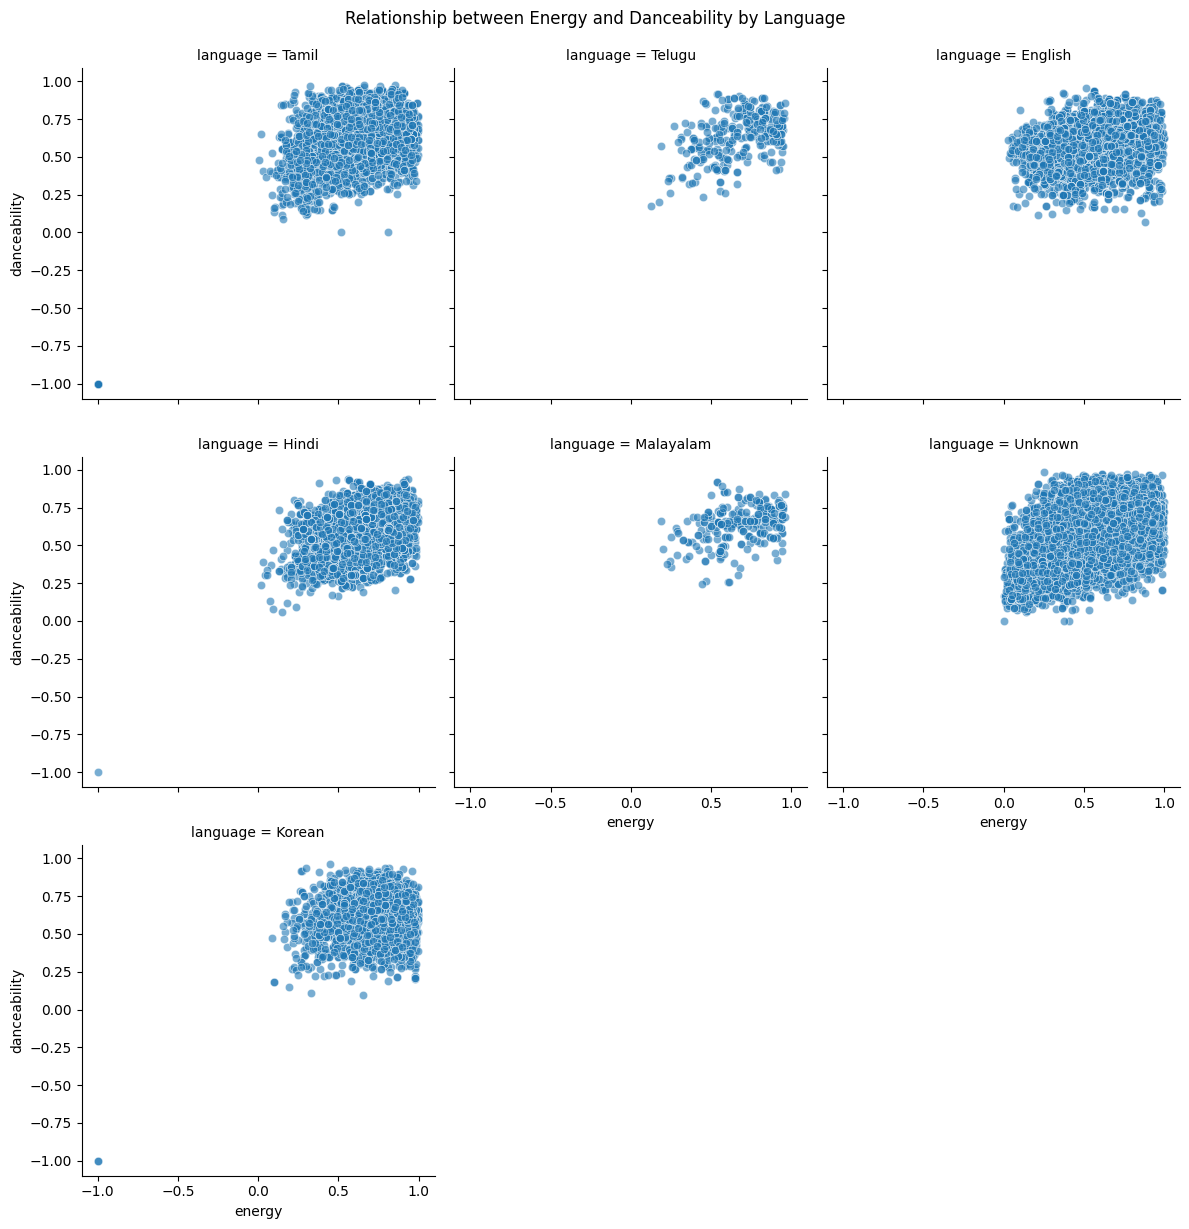 Relationship between Energy and Danceability by Language
language = Tamil
language = Telugu
language = English
1.00
0.75
0.50
0.25
0.00
−0.25
−0.50
−0.75
−1.00
danceability
language = Hindi
language = Malayalam
language = Unknown
1.00
0.75
0.50
0.25
0.00
−0.25
−0.50
−0.75
−1.00
danceability
−1.0 −0.5 0.0 0.5 1.0
energy
−1.0 −0.5 0.0 0.5 1.0
energy
language = Korean
1.00
0.75
0.50
0.25
0.00
−0.25
−0.50
−0.75
−1.00
danceability
−1.0 −0.5 0.0 0.5 1.0
energy